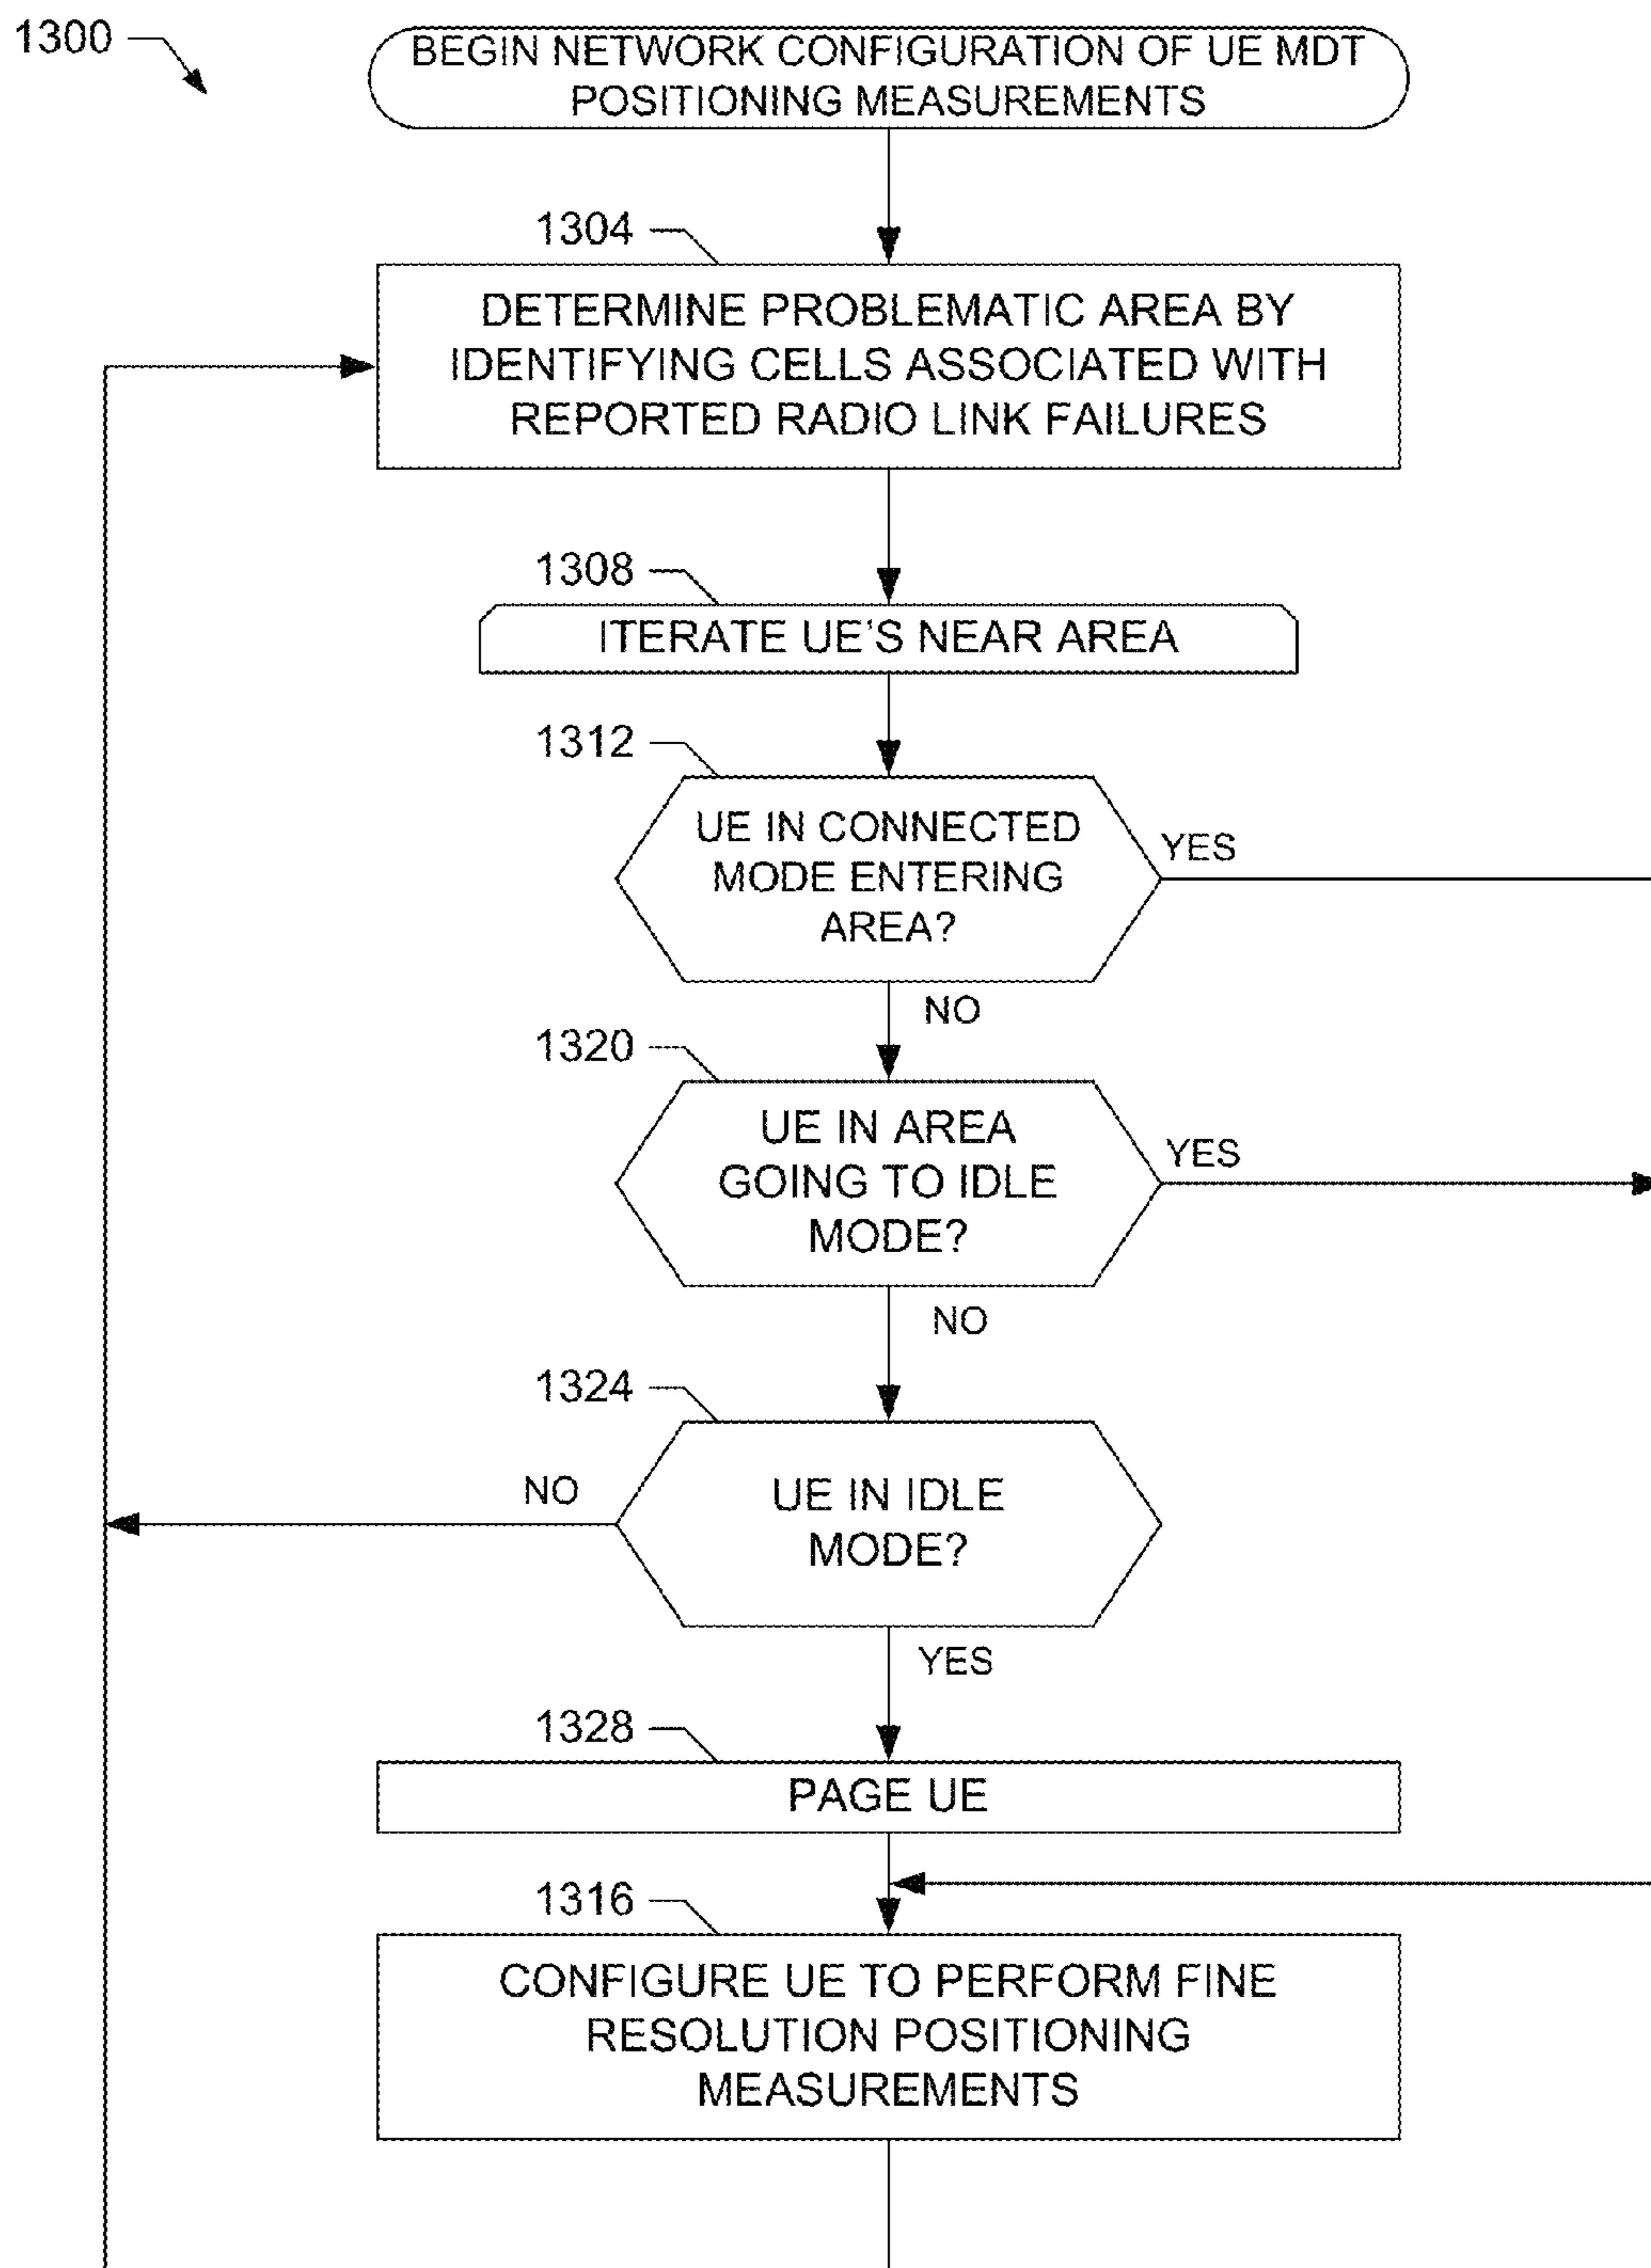 1300
BEGIN NETWORK CONFIGURATION OF UE MDT
POSITIONING MEASUREMENTS
1304
DETERMINE PROBLEMATIC AREA BY
IDENTIFYING CELLS ASSOCIATED WITH
REPORTED RADIO LINK FAILURES
1308
ITERATE UE'S NEAR AREA
1312
UE IN CONNECTED
MODE ENTERING
AREA?
YES
NO
1320
UE IN AREA
GOING TO IDLE
MODE?
YES
NO
1324
UE IN IDLE
MODE?
NO
YES
1328
PAGE UE
1316
CONFIGURE UE TO PERFORM FINE
RESOLUTION POSITIONING
MEASUREMENTS